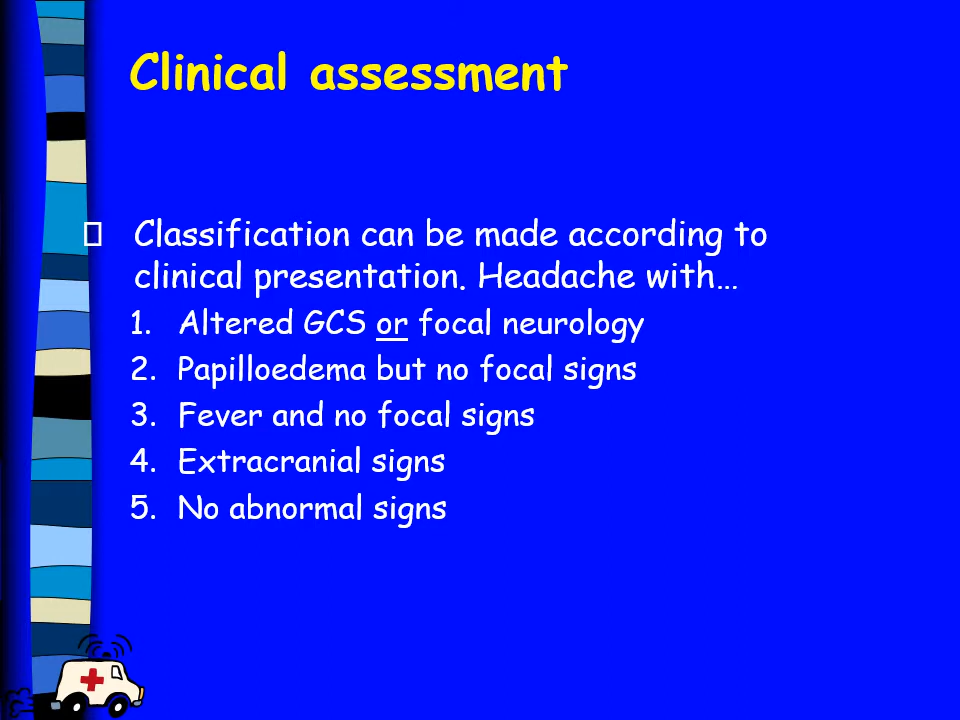 Clinical assessment
Classification can be made according to
clinical presentation. Headache with…
1. Altered GCS or focal neurology
2. Papilloedema but no focal signs
3. Fever and no focal signs
4. Extracranial signs
5. No abnormal signs